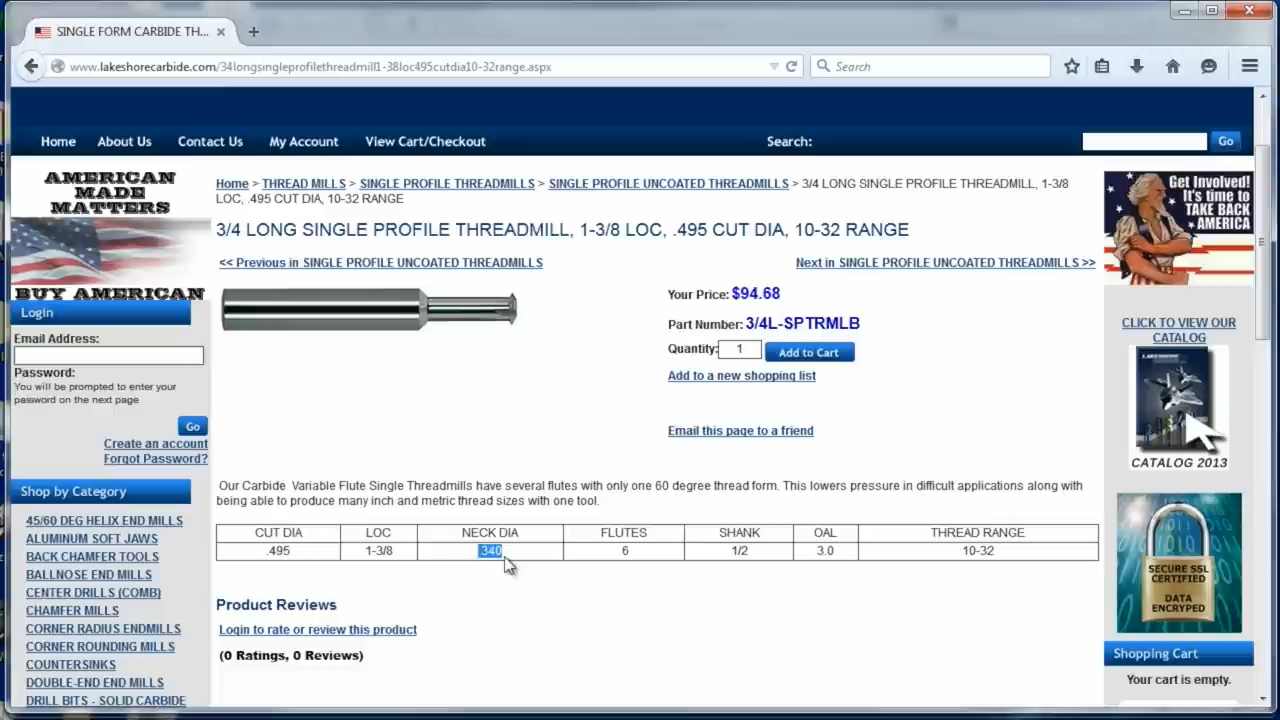 SINGLE FORM CARBIDE TH...
www.lakeshorecarbide.com/34longsingleprofilethreadmill1-38loc495cutdia10-32range.aspx
Search
Home About Us Contact Us My Account View Cart/Checkout Search: Go
AMERICAN
MADE
MATTERS
BUY AMERICAN
Login
Email Address:
Password:
You will be prompted to enter your
password on the next page
Go
Create an account
Forgot Password?
Shop by Category
45/60 DEG HELIX END MILLS
ALUMINUM SOFT JAWS
BACK CHAMFER TOOLS
BALLNOSE END MILLS
CENTER DRILLS (COMB)
CHAMFER MILLS
CORNER RADIUS ENDMILLS
CORNER ROUNDING MILLS
COUNTERSINKS
DOUBLE-END END MILLS
DRILL BITS - SOLID CARBIDE
Home > THREAD MILLS > SINGLE PROFILE THREADMILLS > SINGLE PROFILE UNCOATED THREADMILLS > 3/4 LONG SINGLE PROFILE THREADMILL, 1-3/8
LOC, .495 CUT DIA, 10-32 RANGE
3/4 LONG SINGLE PROFILE THREADMILL, 1-3/8 LOC, .495 CUT DIA, 10-32 RANGE
<< Previous in SINGLE PROFILE UNCOATED THREADMILLS
Next in SINGLE PROFILE UNCOATED THREADMILLS >>
Your Price: $94.68
Part Number: 3/4L-SPTRMLB
Quantity: 1 Add to Cart
Add to a new shopping list
Email this page to a friend
Our Carbide Variable Flute Single Threadmills have several flutes with only one 60 degree thread form. This lowers pressure in difficult applications along with
being able to produce many inch and metric thread sizes with one tool.
CUT DIA LOC NECK DIA FLUTES SHANK OAL THREAD RANGE
.495 1-3/8 .340 6 1/2 3.0 10-32
Product Reviews
Login to rate or review this product
(0 Ratings, 0 Reviews)
Get Involved!
It's time to
TAKE BACK
AMERICA
CLICK TO VIEW OUR
CATALOG
CATALOG 2013
SECURE SSL
CERTIFIED
DATA
ENCRYPED
Shopping Cart
Your cart is empty.